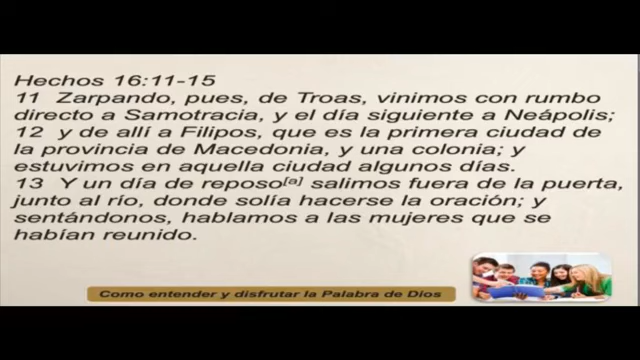 Hechos 16:11-15
11  Zarpando, pues, de Troas, vinimos con rumbo
directo a Samotracia, y el día siguiente a Neápolis;
12  y de allí a Filipos, que es la primera ciudad de
la provincia de Macedonia, y una colonia; y
estuvimos en aquella ciudad algunos días.
13  Y un día de reposo[a] salimos fuera de la puerta,
junto al río, donde solía hacerse la oración; y
sentándonos, hablamos a las mujeres que se
habían reunido.
Como entender y disfrutar la Palabra de Dios